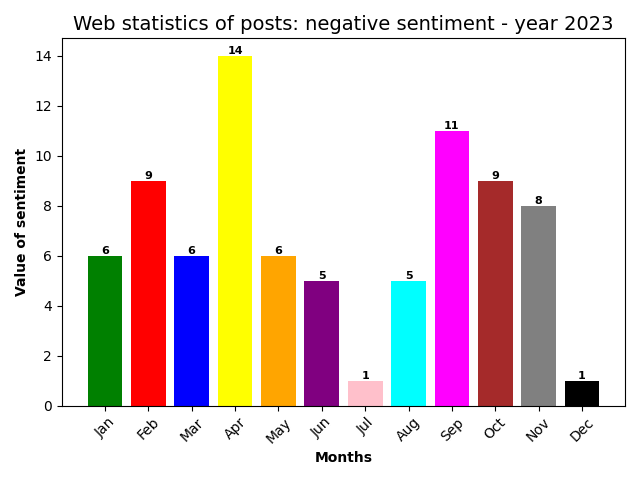 Web statistics of posts: negative sentiment - year 2023
Value of sentiment
14
12
10
8
6
4
2
0
6
9
6
14
6
5
1
5
11
9
8
1
Jan
Feb
Mar
Apr
May
Jun
Jul
Aug
Sep
Oct
Nov
Dec
Months